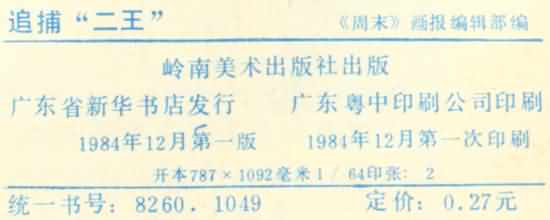 追捕“二王” 《周末》画报编辑部编
岭南美术出版社出版
广东省新华书店发行 广东粤中印刷公司印刷
1984年12月第一版 1984年12月第一次印刷
开本787×1092毫米1/64印张：2
统一书号：8260．1049 定价：0.27元